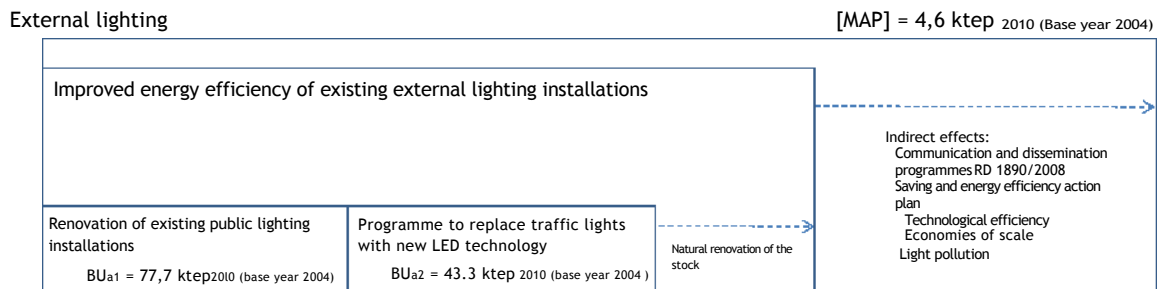 External lighting
[MAP] = 4,6 ktep 2010 (Base year 2004)
Improved energy efficiency of existing external lighting installations
Indirect effects:
Communication and dissemination
programmes RD 1890/2008
Saving and energy efficiency action
plan
Technological efficiency
Economies of scale
Light pollution
Renovation of existing public lighting
installations
BUa1 = 77,7 ktep 2010 (base year 2004)
Programme to replace traffic lights
with new LED technology
BUa2 = 43.3 ktep 2010 (base year 2004 )
Natural renovation of the
stock